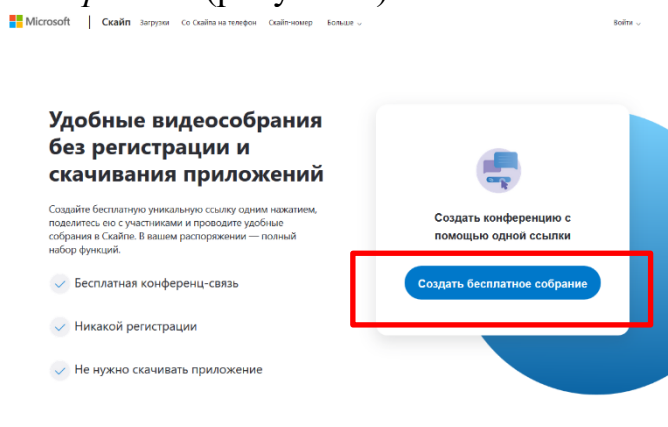 Microsoft Скайп Загрузки Со Скайпа на телефон Скайп-номер Больше Войти
Удобные видеособрания
без регистрации и
скачивания приложений
Создайте бесплатную уникальную ссылку одним нажатием,
поделитесь ею с участниками и проводите удобные
собрания в Скайпе. В вашем распоряжении — полный
набор функций.
Бесплатная конференц-связь
Никакой регистрации
Не нужно скачивать приложение
Создать конференцию с
помощью одной ссылки
Создать бесплатное собрание